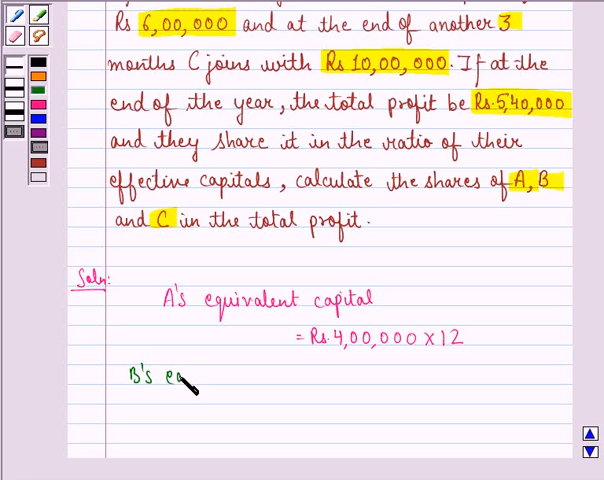 Rs 6,00,000 and at the end of another 3
months C joins with Rs 10,00,000. If at the
end of the year, the total profit be Rs.5,40,000
and they share it in the ratio of their
effective capitals, calculate the shares of A, B
and C in the total profit.
Soln:
A's equivalent capital
= Rs.4,00,000 × 12
B's eq